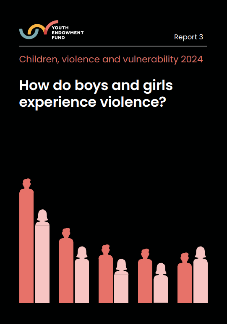 YOUTH
ENDOWMENT
FUND
Report 3
Children, violence and vulnerability 2024
How do boys and girls
experience violence?